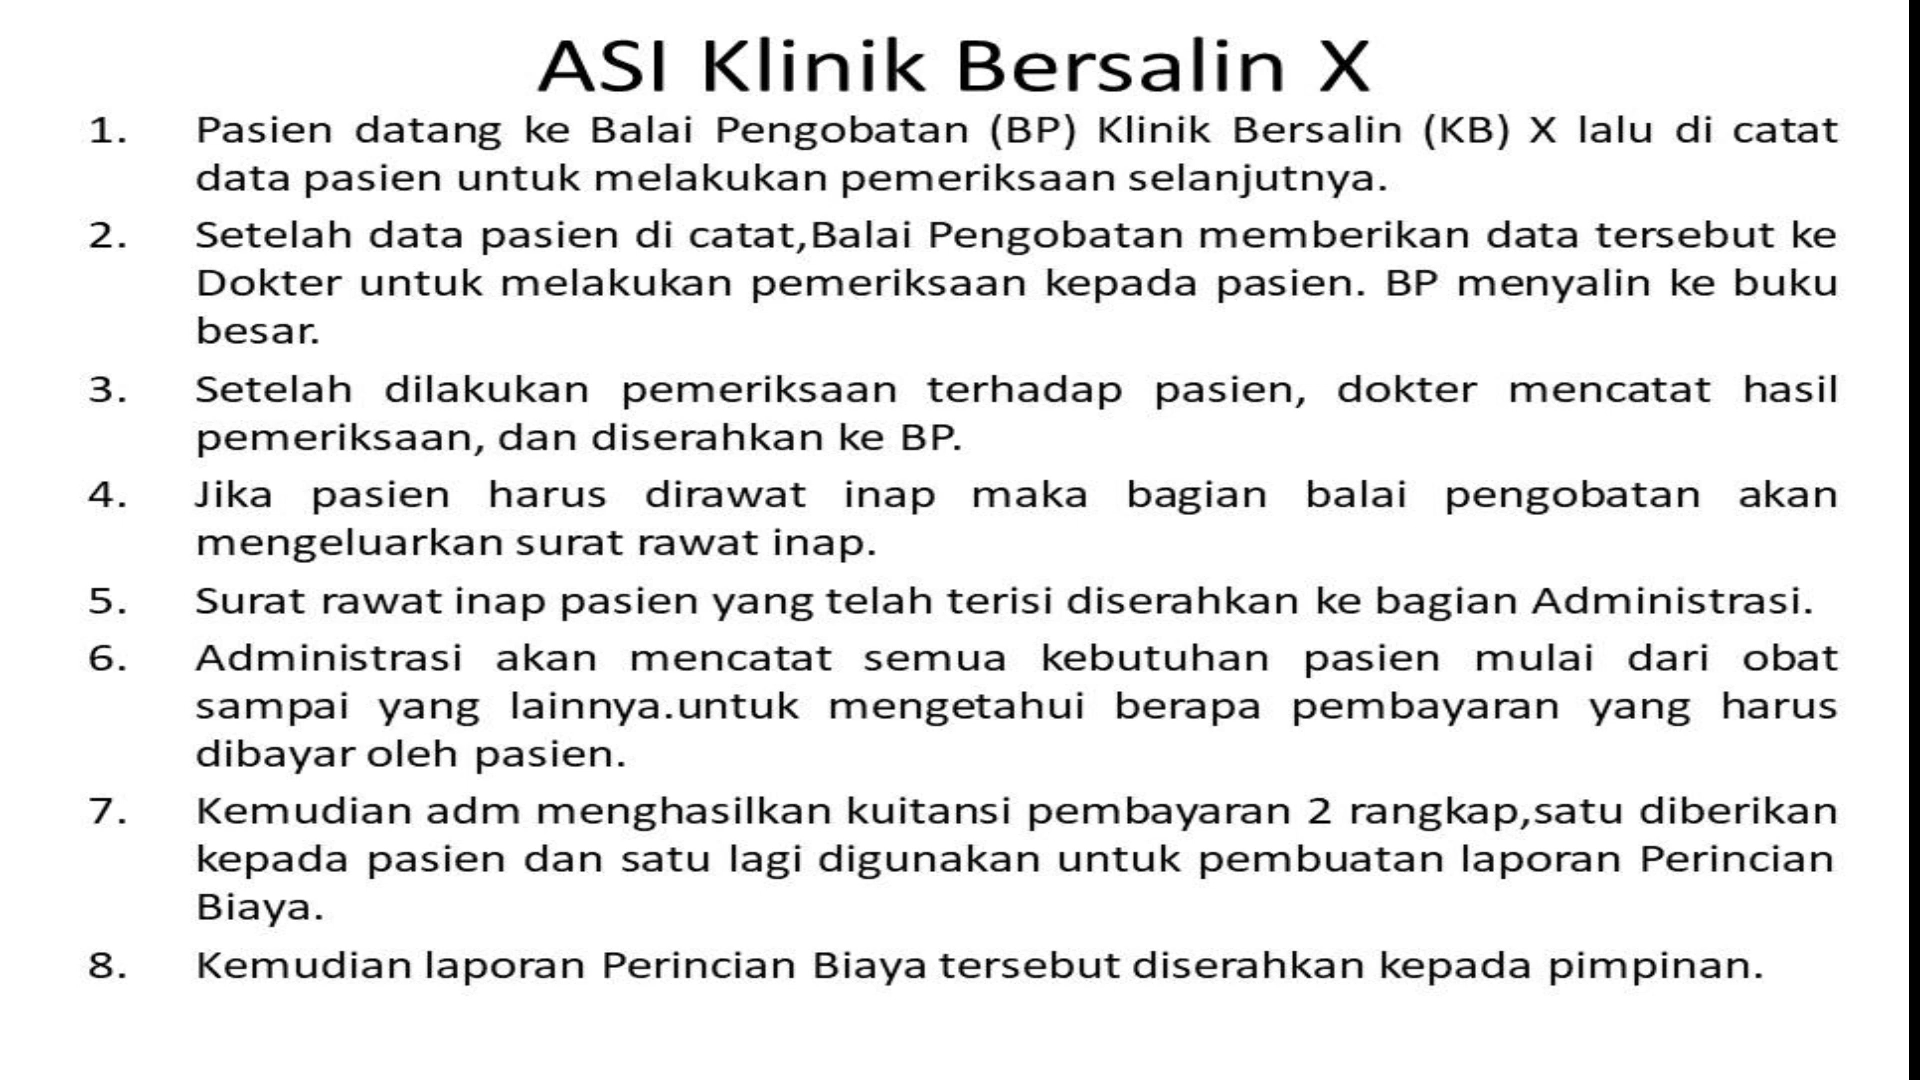 ASI Klinik Bersalin X
1. Pasien datang ke Balai Pengobatan (BP) Klinik Bersalin (KB) X lalu di catat
data pasien untuk melakukan pemeriksaan selanjutnya.
2. Setelah data pasien di catat,Balai Pengobatan memberikan data tersebut ke
Dokter untuk melakukan pemeriksaan kepada pasien. BP menyalin ke buku
besar.
3. Setelah dilakukan pemeriksaan terhadap pasien, dokter mencatat hasil
pemeriksaan, dan diserahkan ke BP.
4. Jika pasien harus dirawat inap maka bagian balai pengobatan akan
mengeluarkan surat rawat inap.
5. Surat rawat inap pasien yang telah terisi diserahkan ke bagian Administrasi.
6. Administrasi akan mencatat semua kebutuhan pasien mulai dari obat
sampai yang lainnya.untuk mengetahui berapa pembayaran yang harus
dibayar oleh pasien.
7. Kemudian adm menghasilkan kuitansi pembayaran 2 rangkap,satu diberikan
kepada pasien dan satu lagi digunakan untuk pembuatan laporan Perincian
Biaya.
8. Kemudian laporan Perincian Biaya tersebut diserahkan kepada pimpinan.